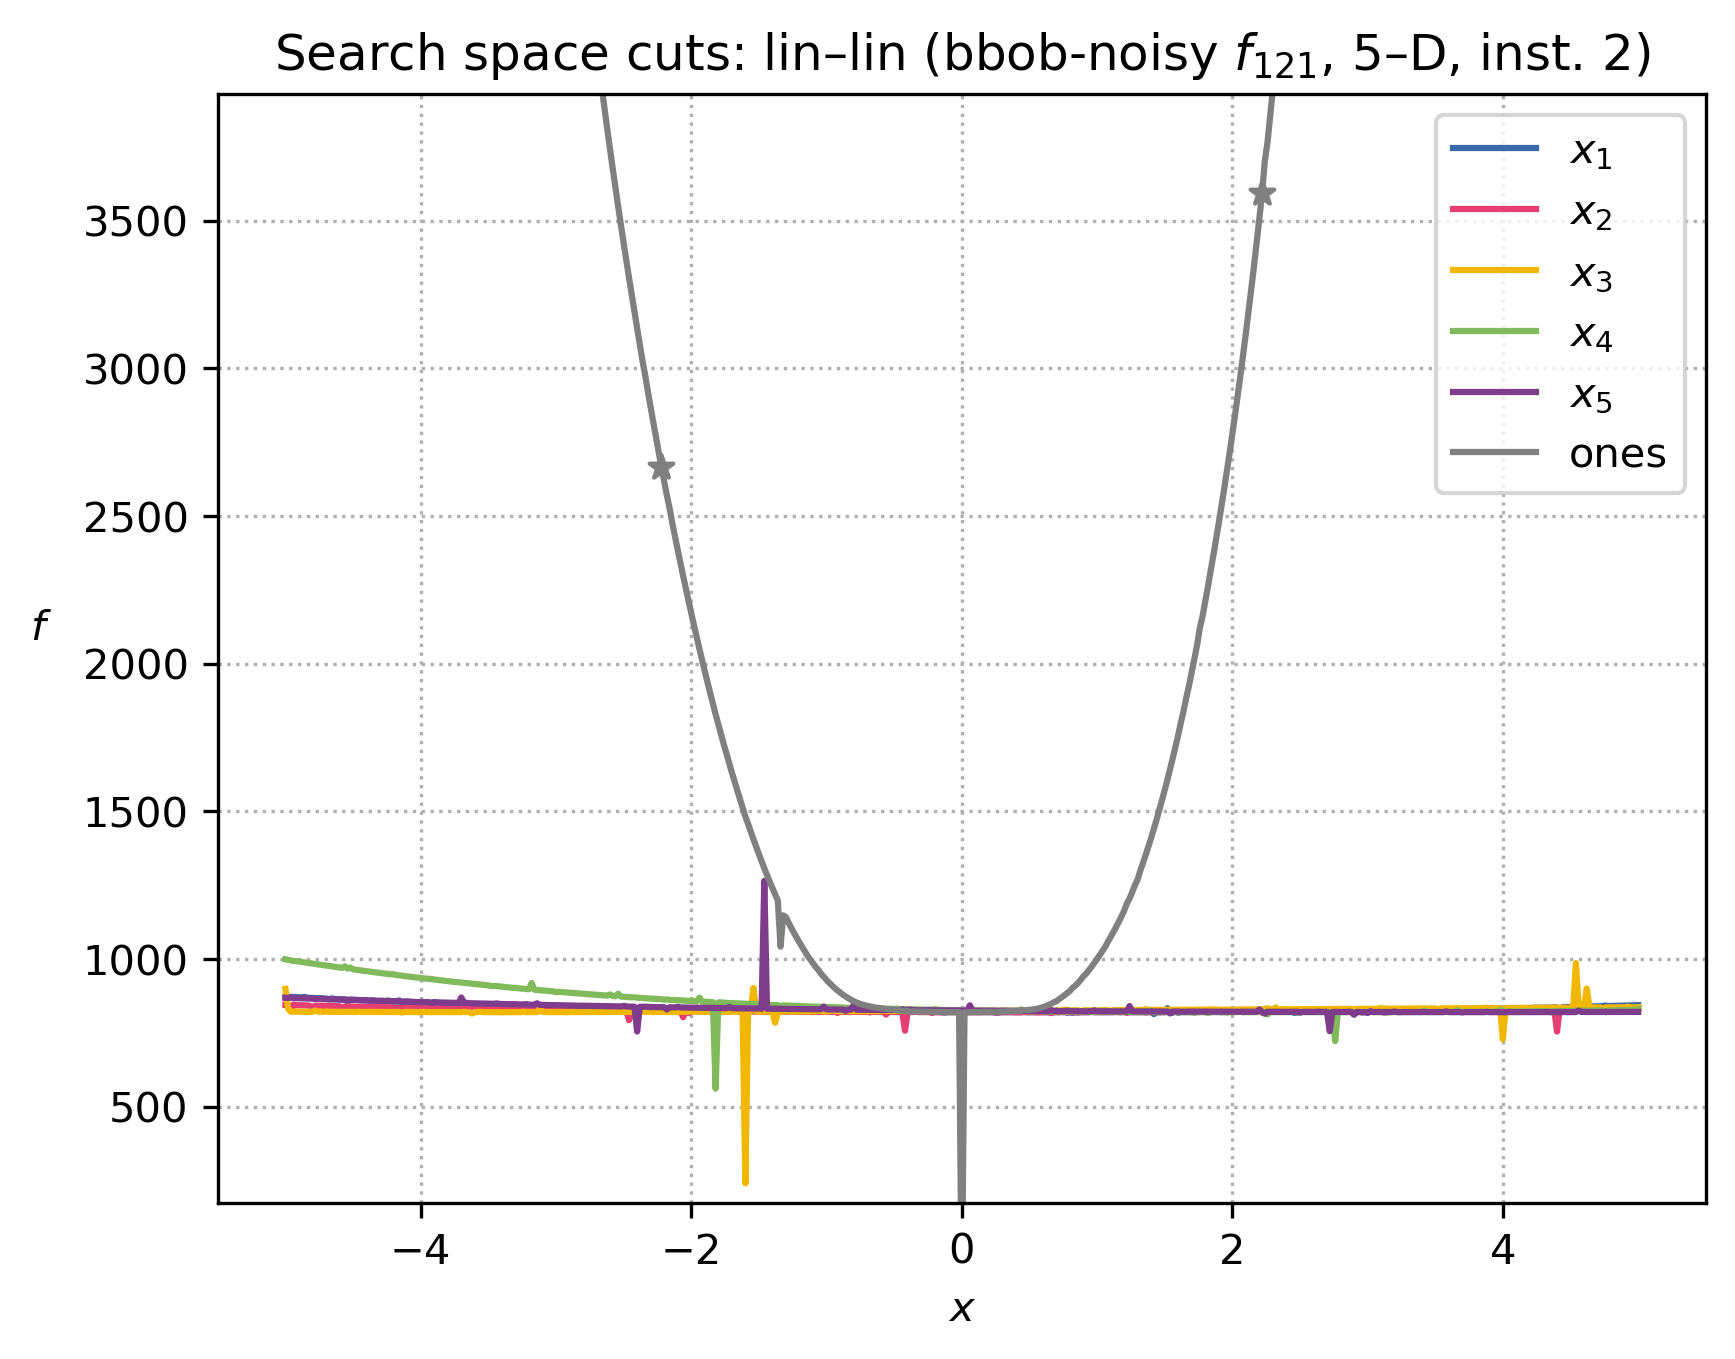 Search space cuts: lin–lin (bbob-noisy f₁₂₁, 5–D, inst. 2)
x₁
x₂
x₃
x₄
x₅
ones
3500
3000
2500
2000
1500
1000
500
f
−4
−2
0
2
4
x